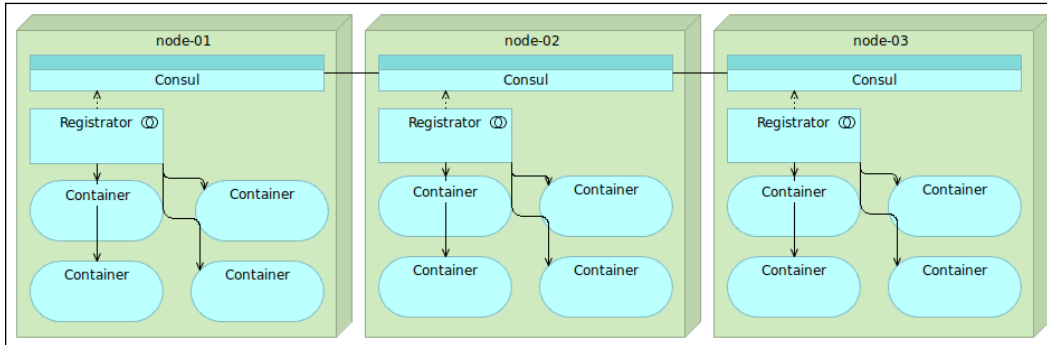 node-01
Consul
Registrator
Container
Container
Container
Container
node-02
Consul
Registrator
Container
Container
Container
Container
node-03
Consul
Registrator
Container
Container
Container
Container